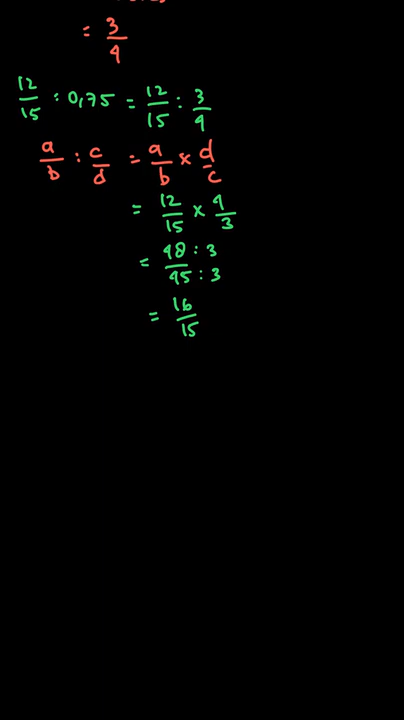 = 3/4
12/15 : 0,75 = 12/15 : 3/4
a/b : c/d = a/b × d/c
= 12/15 × 4/3
= 48 : 3 / 45 : 3
= 16/15